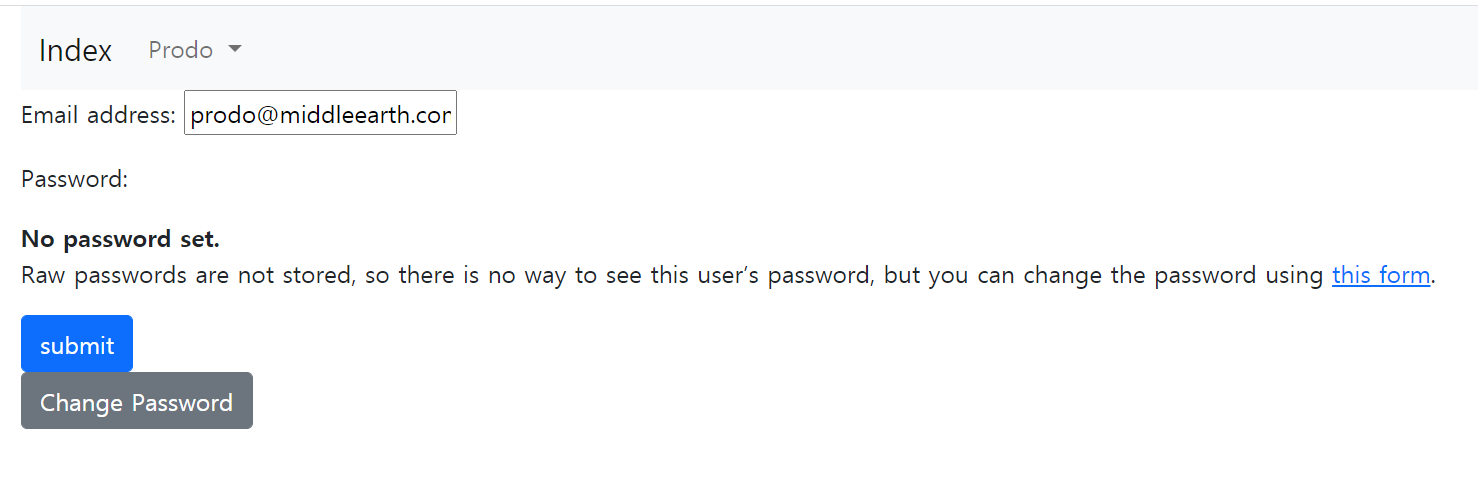 Index Prodo
Email address: prodo@middleearth.cor
Password:
No password set.
Raw passwords are not stored, so there is no way to see this user’s password, but you can change the password using this form.
submit
Change Password